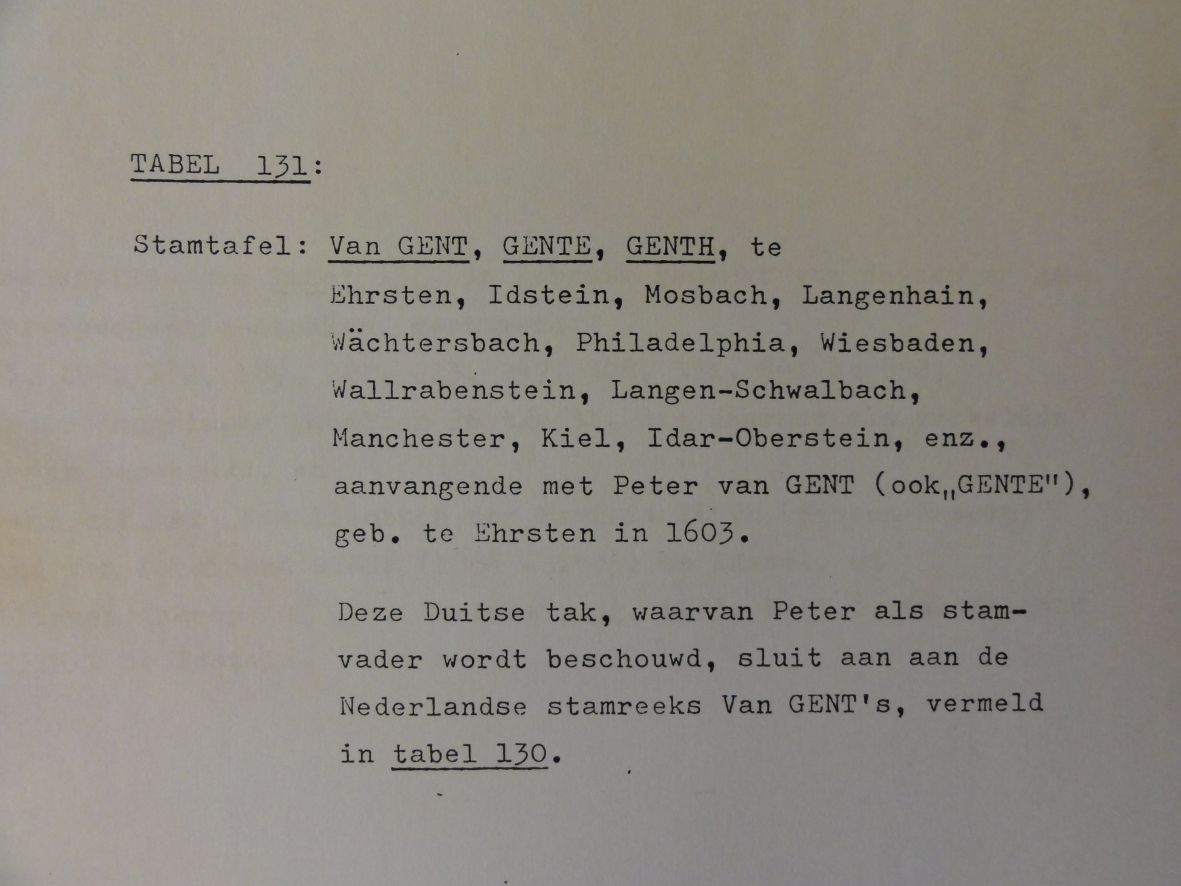 TABEL 131:
Stamtafel: Van GENT, GENTE, GENTH, te
Ehrsten, Idstein, Mosbach, Langenhain,
Wächtersbach, Philadelphia, Wiesbaden,
Wallrabenstein, Langen-Schwalbach,
Manchester, Kiel, Idar-Oberstein, enz.,
aanvangende met Peter van GENT (ook„GENTE"),
geb. te Ehrsten in 1603.
Deze Duitse tak, waarvan Peter als stam-
vader wordt beschouwd, sluit aan aan de
Nederlandse stamreeks Van GENT's, vermeld
in tabel 130.